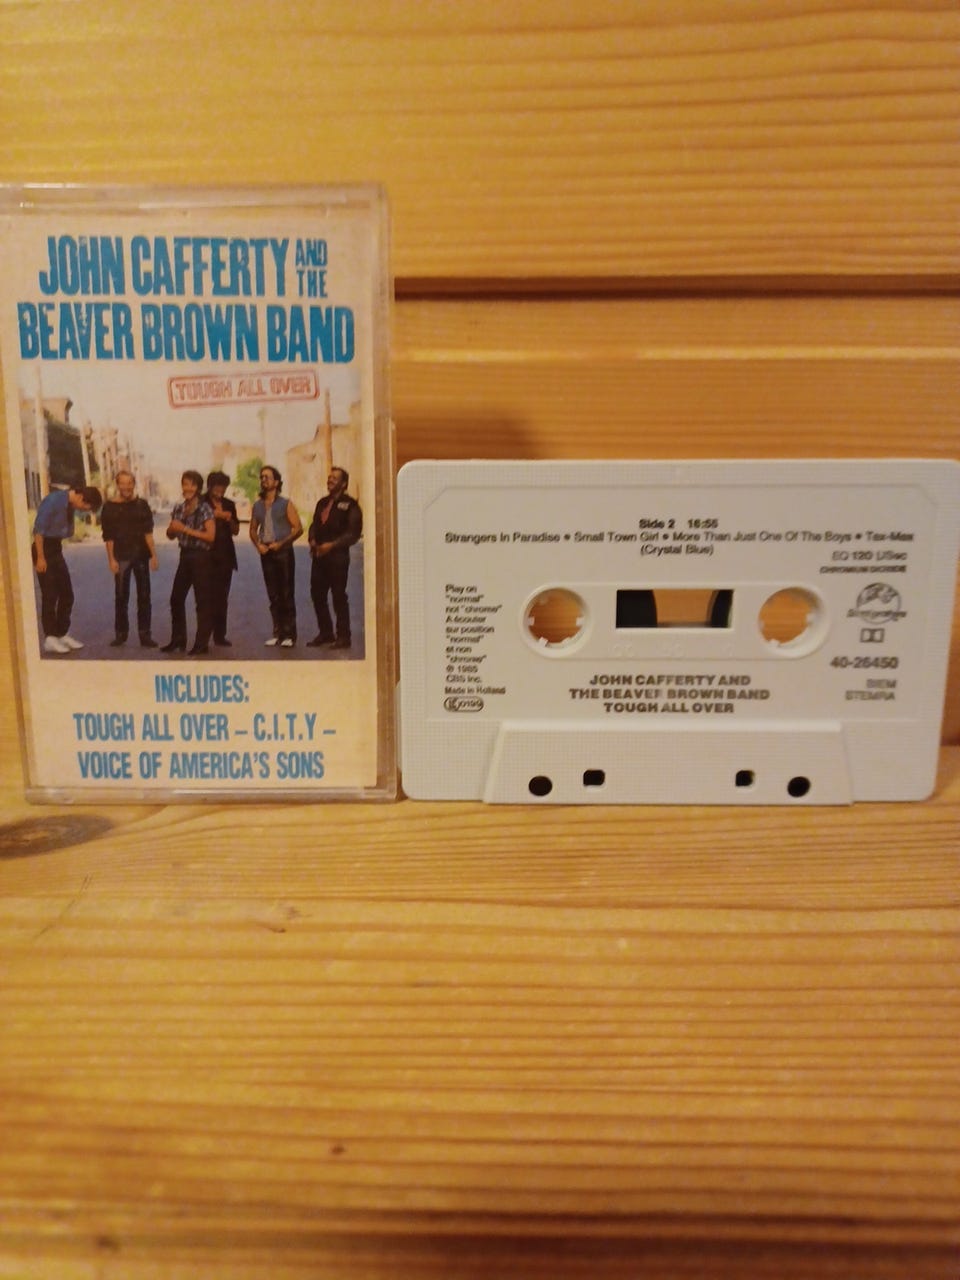 JOHN CAFFERTY AND THE
BEAVER BROWN BAND
TOUGH ALL OVER
INCLUDES:
TOUGH ALL OVER – C.I.T.Y –
VOICE OF AMERICA'S SONS
Side 2 16:55
Strangers In Paradise • Small Town Girl • More Than Just One Of The Boys • Tex-Mex
(Crystal Blue)
EQ 120 USec
CHROMIUM DIOXIDE
Play on
"normal"
not "chrome"
A écouter
sur position
"normal"
et non
"chrome"
℗ 1985
CBS Inc.
Made in Holland
40-26450
BIEM
STEMRA
JOHN CAFFERTY AND
THE BEAVER BROWN BAND
TOUGH ALL OVER